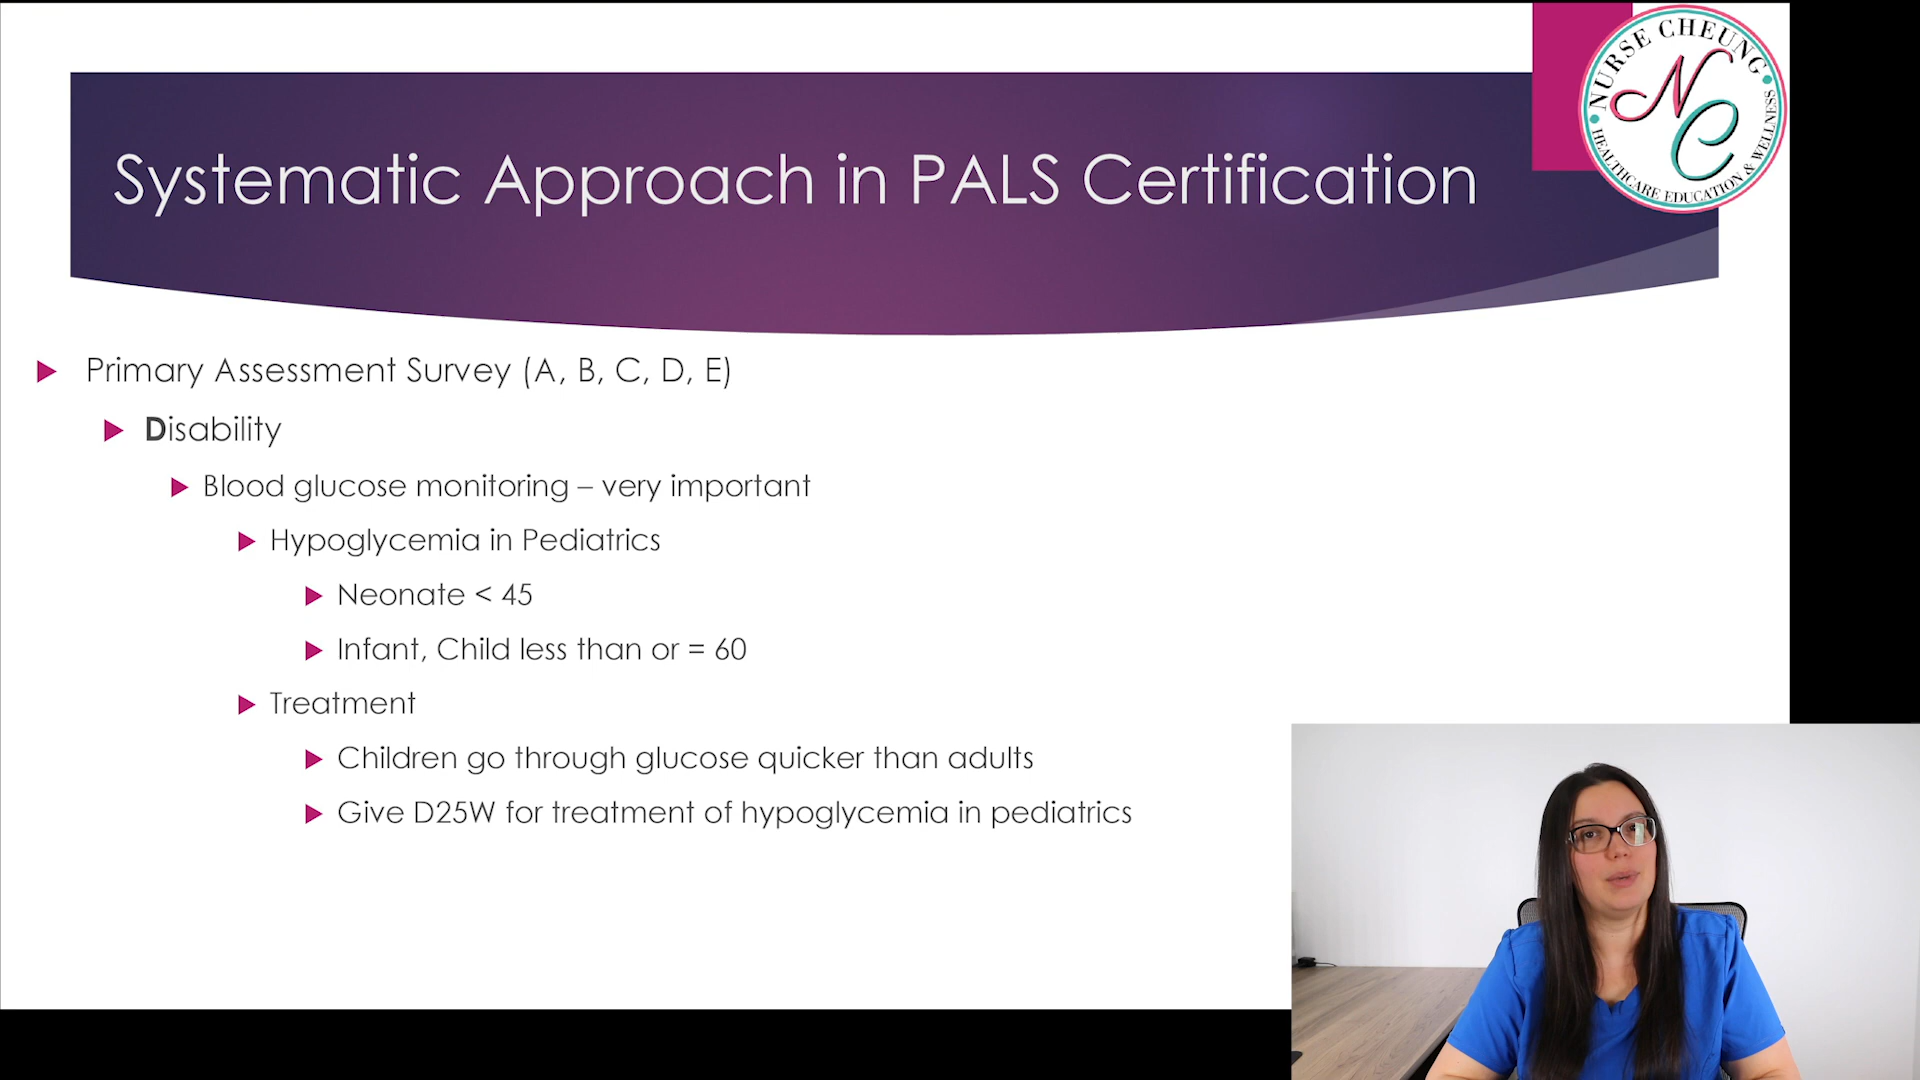 NURSE CHEUNG
NC
HEALTHCARE EDUCATION & WELLNESS
Systematic Approach in PALS Certification
Primary Assessment Survey (A, B, C, D, E)
Disability
Blood glucose monitoring – very important
Hypoglycemia in Pediatrics
Neonate < 45
Infant, Child less than or = 60
Treatment
Children go through glucose quicker than adults
Give D25W for treatment of hypoglycemia in pediatrics